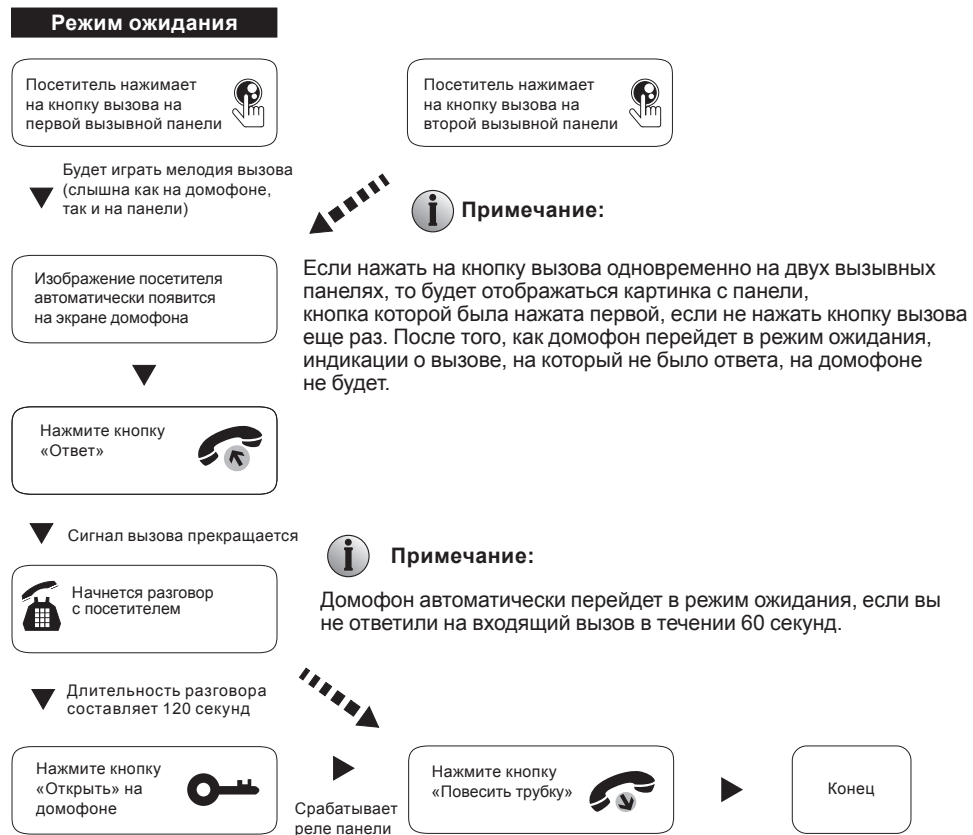 Режим ожидания
Посетитель нажимает
на кнопку вызова на
первой вызывной панели
Посетитель нажимает
на кнопку вызова на
второй вызывной панели
Будет играть мелодия вызова
(слышна как на домофоне,
так и на панели)
Примечание:
Изображение посетителя
автоматически появится
на экране домофона
Если нажать на кнопку вызова одновременно на двух вызывных
панелях, то будет отображаться картинка с панели,
кнопка которой была нажата первой, если не нажать кнопку вызова
еще раз. После того, как домофон перейдет в режим ожидания,
индикации о вызове, на который не было ответа, на домофоне
не будет.
Нажмите кнопку
«Ответ»
Сигнал вызова прекращается
Примечание:
Начнется разговор
с посетителем
Домофон автоматически перейдет в режим ожидания, если вы
не ответили на входящий вызов в течении 60 секунд.
Длительность разговора
составляет 120 секунд
Нажмите кнопку
«Открыть» на
домофоне
Срабатывает
реле панели
Нажмите кнопку
«Повесить трубку»
Конец